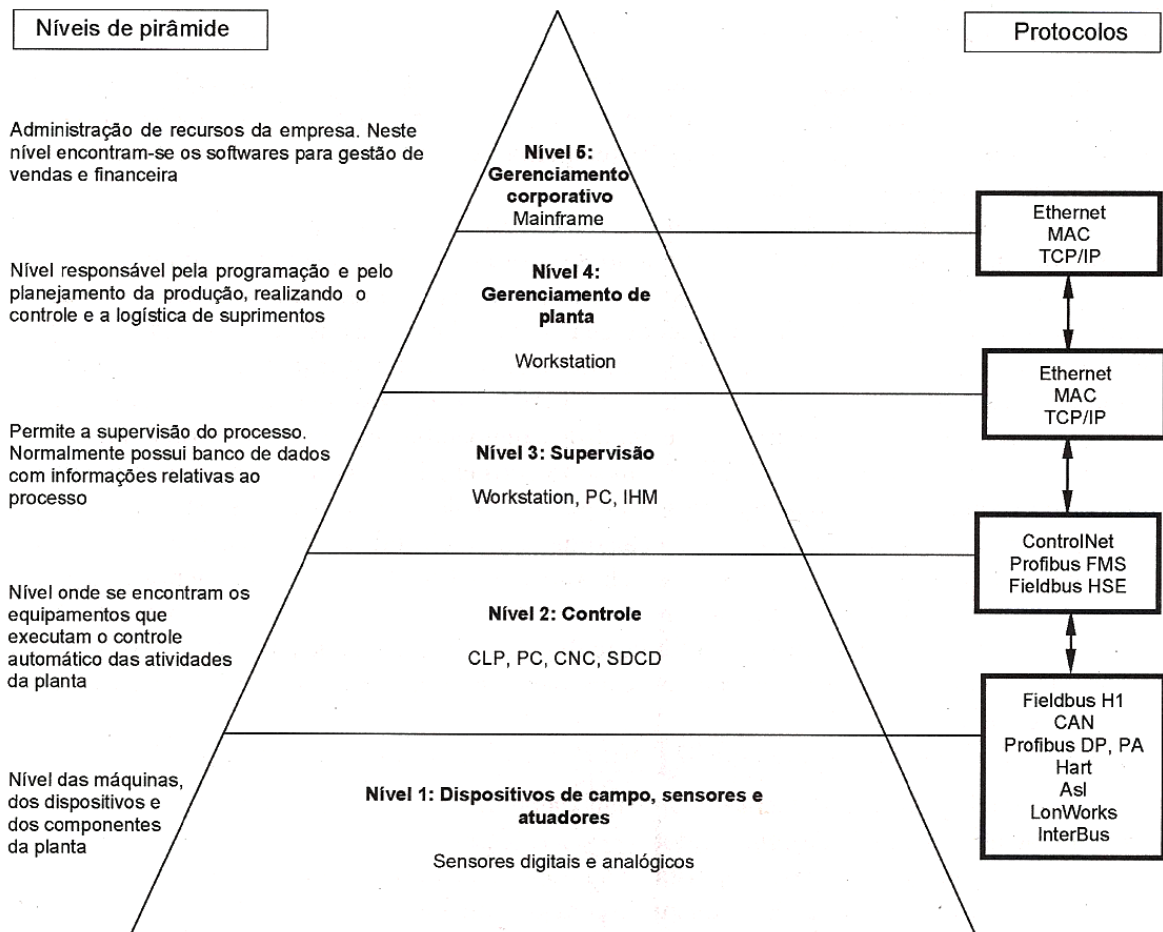 Níveis de pirâmide
Protocolos
Administração de recursos da empresa. Neste
nível encontram-se os softwares para gestão de
vendas e financeira
Nível 5:
Gerenciamento
corporativo
Mainframe
Ethernet
MAC
TCP/IP
Nível responsável pela programação e pelo
planejamento da produção, realizando o
controle e a logística de suprimentos
Nível 4:
Gerenciamento de
planta
Workstation
Ethernet
MAC
TCP/IP
Permite a supervisão do processo.
Normalmente possui banco de dados
com informações relativas ao
processo
Nível 3: Supervisão
Workstation, PC, IHM
ControlNet
Profibus FMS
Fieldbus HSE
Nível onde se encontram os
equipamentos que
executam o controle
automático das atividades
da planta
Nível 2: Controle
CLP, PC, CNC, SDCD
Fieldbus H1
CAN
Profibus DP, PA
Hart
AsI
LonWorks
InterBus
Nível das máquinas,
dos dispositivos e
dos componentes
da planta
Nível 1: Dispositivos de campo, sensores e
atuadores
Sensores digitais e analógicos